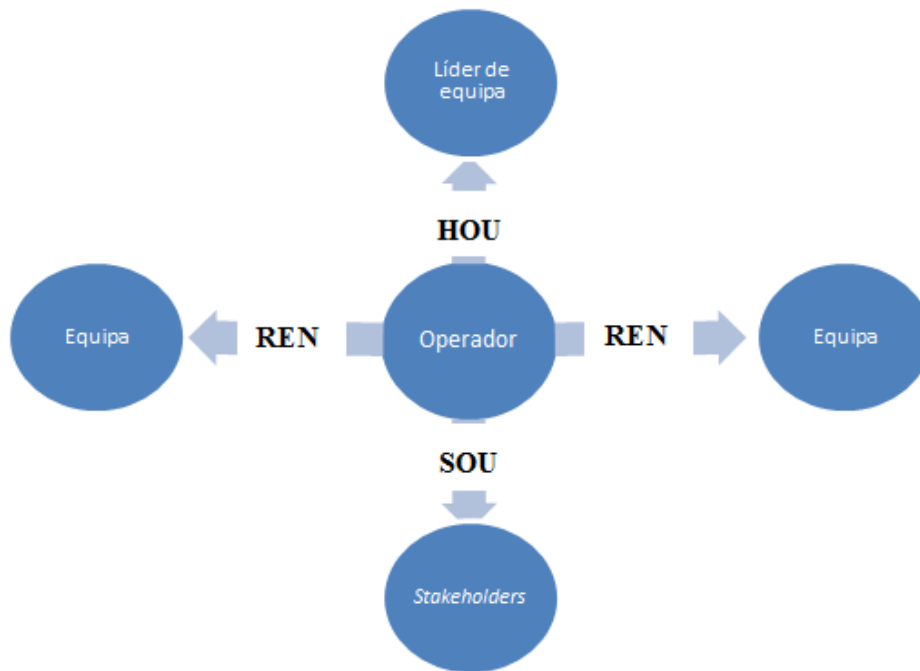 Líder de
equipa
HOU
Equipa
REN
Operador
REN
Equipa
SOU
Stakeholders